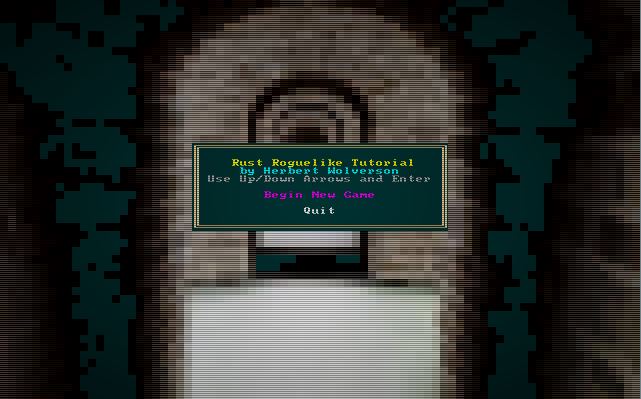 Rust Roguelike Tutorial
by Herbert Wolverson
Use Up/Down Arrows and Enter
Begin New Game
Quit